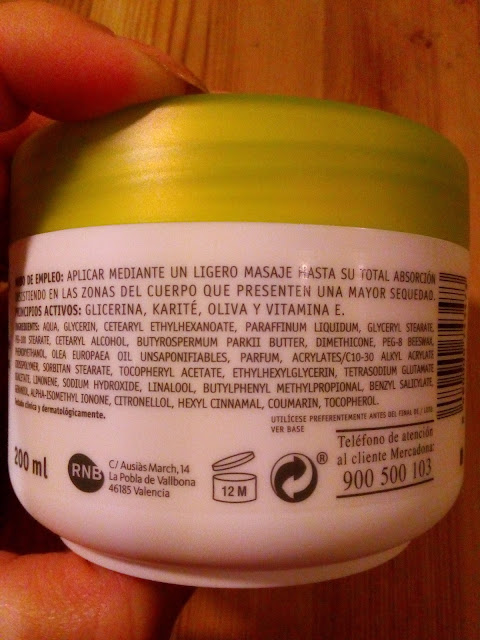 DE EMPLEO: APLICAR MEDIANTE UN LIGERO MASAJE HASTA SU TOTAL ABSORCIÓN
EN LAS ZONAS DEL CUERPO QUE PRESENTEN UNA MAYOR SEQUEDAD.
PRINCIPIOS ACTIVOS: GLICERINA, KARITÉ, OLIVA Y VITAMINA E.
INGREDIENTS: AQUA, GLYCERIN, CETEARYL ETHYLHEXANOATE, PARAFFINUM LIQUIDUM, GLYCERYL STEARATE,
PEG-100 STEARATE, CETEARYL ALCOHOL, BUTYROSPERMUM PARKII BUTTER, DIMETHICONE, PEG-8 BEESWAX,
PHENOXYETHANOL, OLEA EUROPAEA OIL UNSAPONIFIABLES, PARFUM, ACRYLATES/C10-30 ALKYL ACRYLATE
CROSSPOLYMER, SORBITAN STEARATE, TOCOPHERYL ACETATE, ETHYLHEXYLGLYCERIN, TETRASODIUM GLUTAMATE
LIMONENE, SODIUM HYDROXIDE, LINALOOL, BUTYLPHENYL METHYLPROPIONAL, BENZYL SALICYLATE,
ALPHA-ISOMETHYL IONONE, CITRONELLOL, HEXYL CINNAMAL, COUMARIN, TOCOPHEROL.
clínica y dermatológicamente.
UTILÍCESE PREFERENTEMENTE ANTES DEL FINAL DE / LOTE:
VER BASE
200 ml
RNB
C/ Ausiàs March, 14
La Pobla de Vallbona
46185 Valencia
12 M
®
Teléfono de atención
al cliente Mercadona:
900 500 103